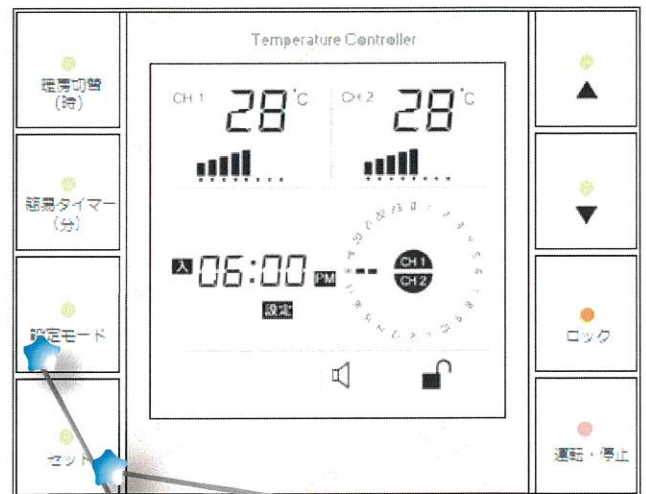 Temperature Controller
暖房切替
(時)
CH 1 28°C
CH 2 28°C
▲
簡易タイマー
(分)
▼
入 06:00 PM
CH 1
CH 2
設定
設定モード
ロック
セット
運転・停止